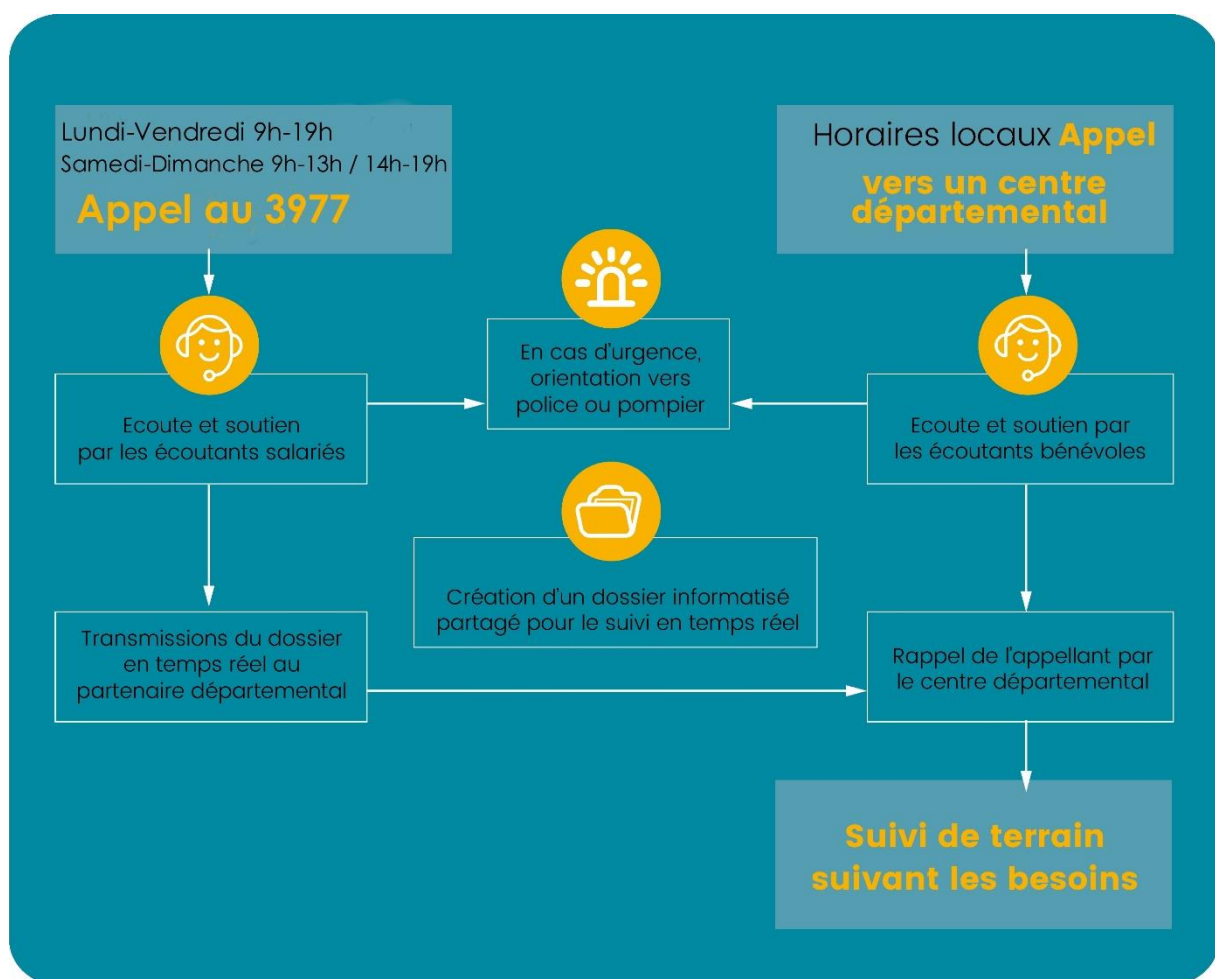 Lundi-Vendredi 9h-19h
Samedi-Dimanche 9h-13h / 14h-19h
Appel au 3977
Horaires locaux Appel
vers un centre
départemental
En cas d'urgence,
orientation vers
police ou pompier
Ecoute et soutien
par les écoutants salariés
Ecoute et soutien par
les écoutants bénévoles
Création d'un dossier informatisé
partagé pour le suivi en temps réel
Transmissions du dossier
en temps réel au
partenaire départemental
Rappel de l'appellant par
le centre départemental
Suivi de terrain
suivant les besoins